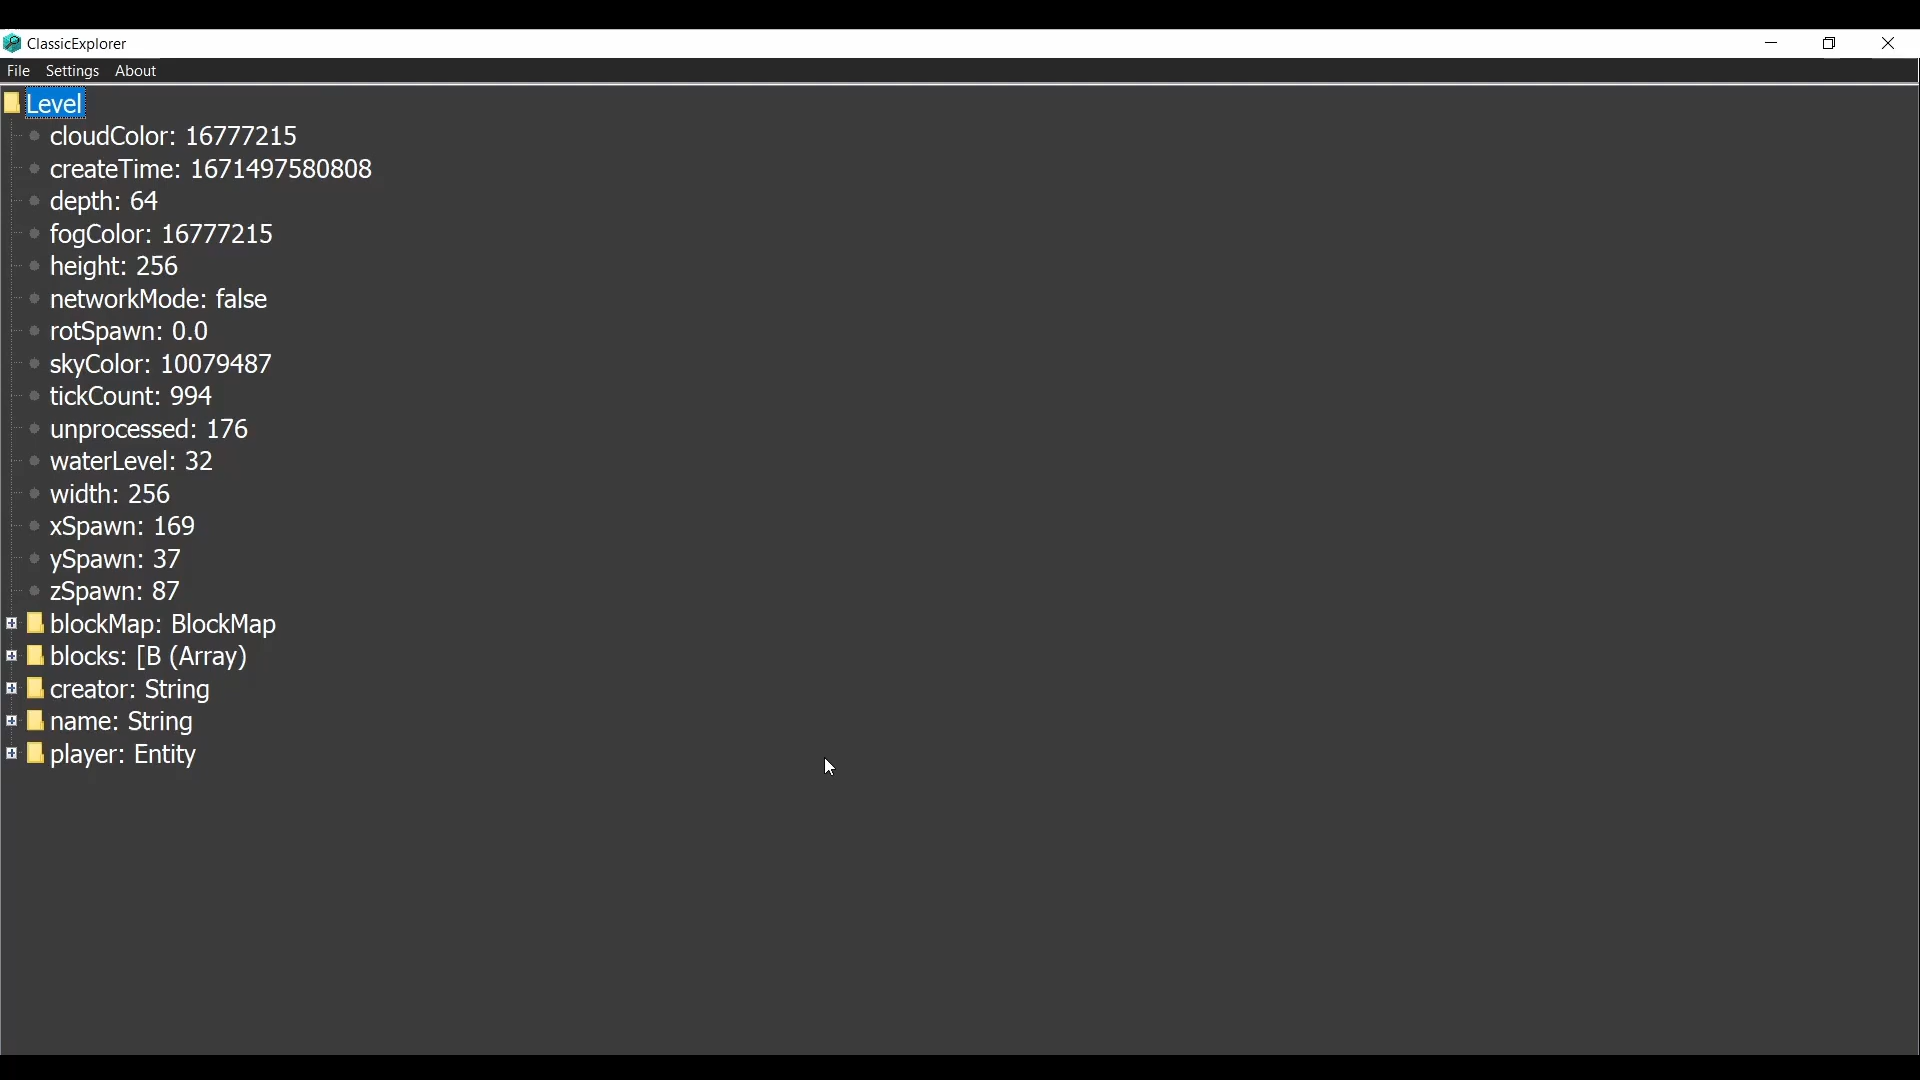 ClassicExplorer
File Settings About
Level
cloudColor: 16777215
createTime: 1671497580808
depth: 64
fogColor: 16777215
height: 256
networkMode: false
rotSpawn: 0.0
skyColor: 10079487
tickCount: 994
unprocessed: 176
waterLevel: 32
width: 256
xSpawn: 169
ySpawn: 37
zSpawn: 87
blockMap: BlockMap
blocks: [B (Array)
creator: String
name: String
player: Entity